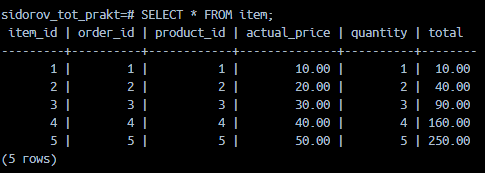 sidorov_tot_prakt=# SELECT * FROM item;
 item_id | order_id | product_id | actual_price | quantity | total
---------+----------+------------+--------------+----------+--------
       1 |        1 |          1 |        10.00 |        1 |  10.00
       2 |        2 |          2 |        20.00 |        2 |  40.00
       3 |        3 |          3 |        30.00 |        3 |  90.00
       4 |        4 |          4 |        40.00 |        4 | 160.00
       5 |        5 |          5 |        50.00 |        5 | 250.00
(5 rows)